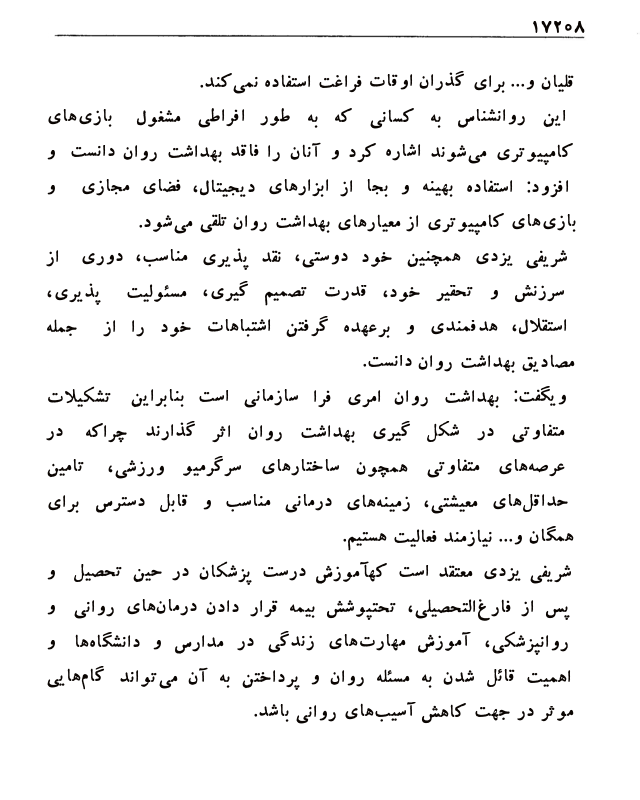 ۱۷۲۰۸
قلیان و... برای گذران اوقات فراغت استفاده نمی‌کند.
این روانشناس به کسانی که به طور افراطی مشغول بازی‌های
کامپیوتری می‌شوند اشاره کرد و آنان را فاقد بهداشت روان دانست و
افزود: استفاده بهینه و بجا از ابزارهای دیجیتال، فضای مجازی و
بازی‌های کامپیوتری از معیارهای بهداشت روان تلقی می‌شود.
شریفی یزدی همچنین خود دوستی، نقد پذیری مناسب، دوری از
سرزنش و تحقیر خود، قدرت تصمیم گیری، مسئولیت پذیری،
استقلال، هدفمندی و برعهده گرفتن اشتباهات خود را از جمله
مصادیق بهداشت روان دانست.
ویگفت: بهداشت روان امری فرا سازمانی است بنابراین تشکیلات
متفاوتی در شکل گیری بهداشت روان اثر گذارند چراکه در
عرصه‌های متفاوتی همچون ساختارهای سرگرمیو ورزشی، تامین
حداقل‌های معیشتی، زمینه‌های درمانی مناسب و قابل دسترس برای
همگان و... نیازمند فعالیت هستیم.
شریفی یزدی معتقد است کهآموزش درست پزشکان در حین تحصیل و
پس از فارغ‌التحصیلی، تحتپوشش بیمه قرار دادن درمان‌های روانی و
روانپزشکی، آموزش مهارت‌های زندگی در مدارس و دانشگاه‌ها و
اهمیت قائل شدن به مسئله روان و پرداختن به آن می‌تواند گام‌هایی
موثر در جهت کاهش آسیب‌های روانی باشد.